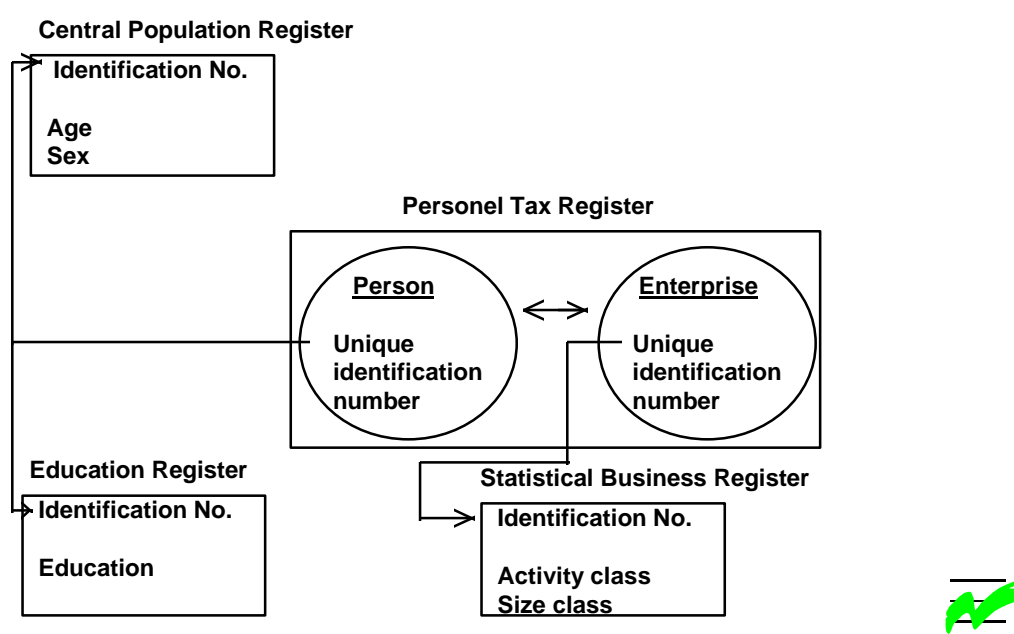 Central Population Register
Identification No.
Age
Sex
Personel Tax Register
Person
Unique
identification
number
Enterprise
Unique
identification
number
Education Register
Identification No.
Education
Statistical Business Register
Identification No.
Activity class
Size class